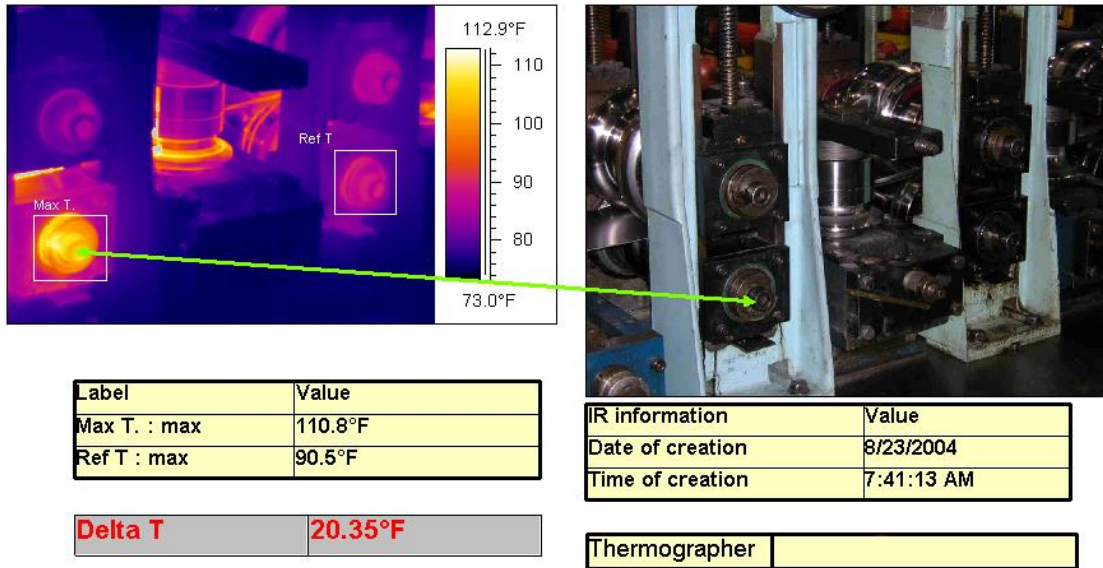 112.9°F
110
100
90
80
73.0°F
Ref T
Max T.
Label Value
Max T. : max 110.8°F
Ref T : max 90.5°F
Delta T 20.35°F
IR information Value
Date of creation 8/23/2004
Time of creation 7:41:13 AM
Thermographer